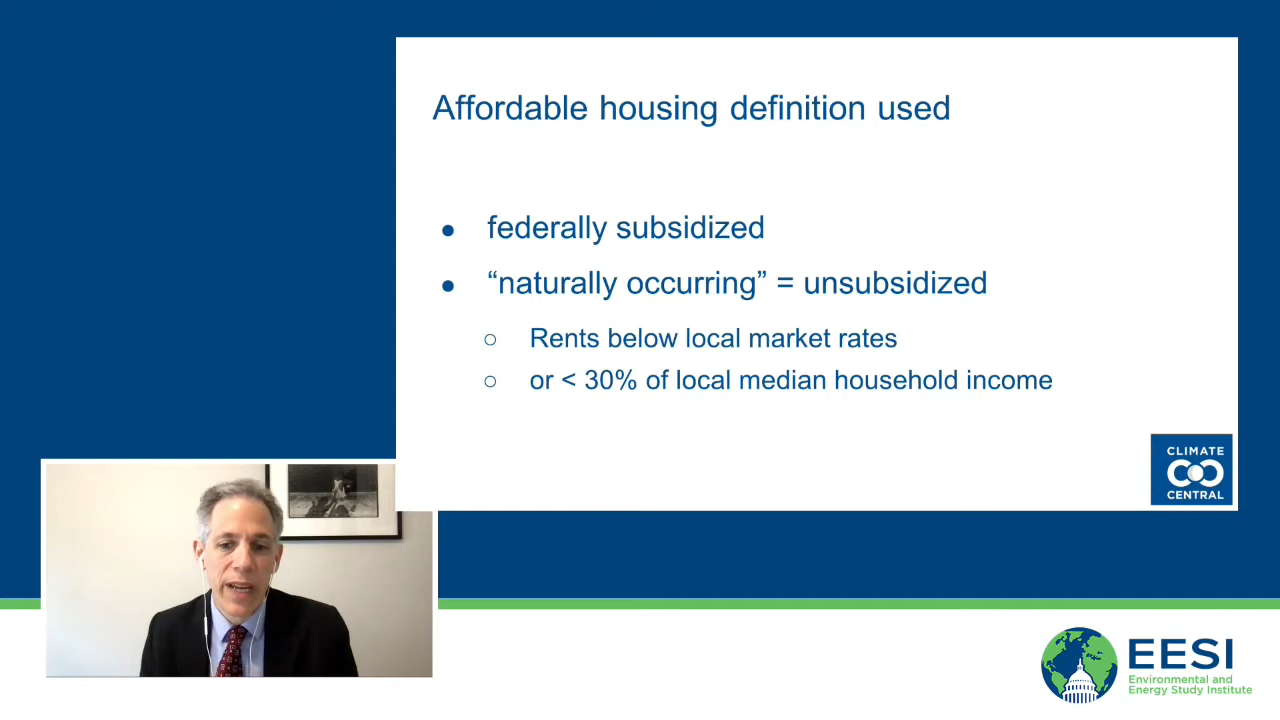 Affordable housing definition used
● federally subsidized
● “naturally occurring” = unsubsidized
○ Rents below local market rates
○ or < 30% of local median household income
CLIMATE
CENTRAL
EESI
Environmental and
Energy Study Institute